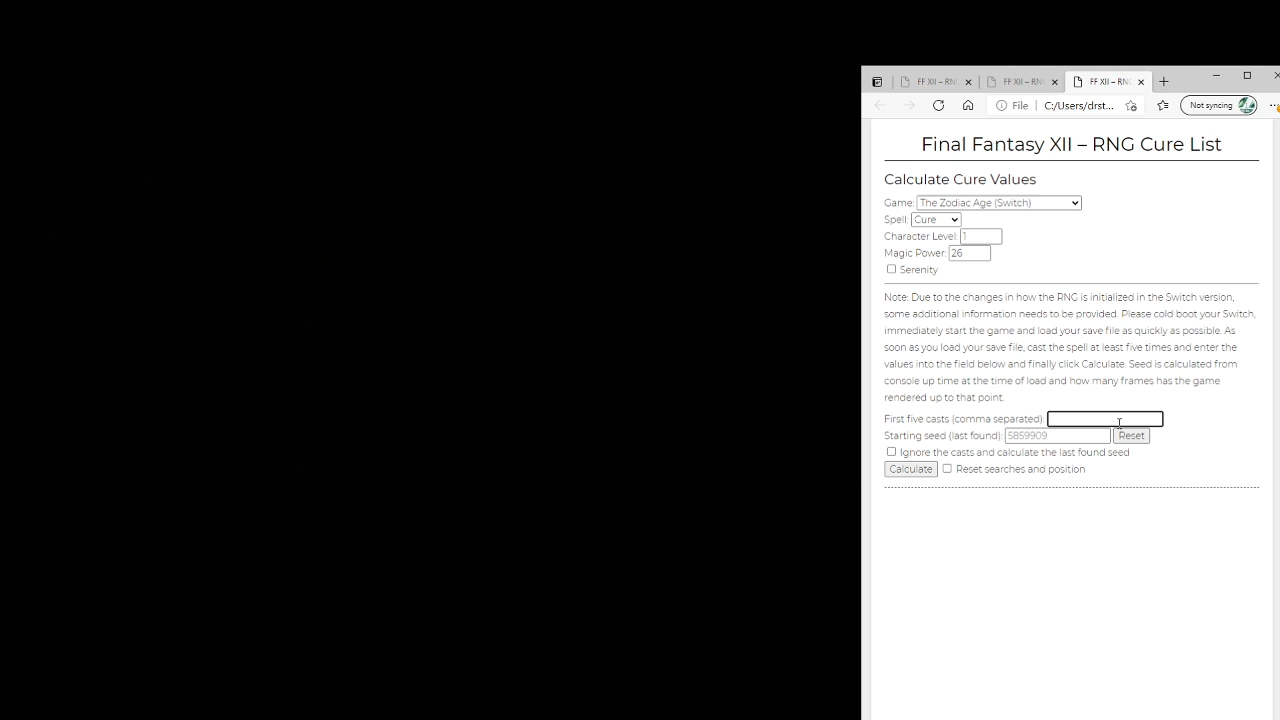 FF XII – RNG
FF XII – RNG
FF XII – RNG
File
C:/Users/drst...
Not syncing
Final Fantasy XII – RNG Cure List
Calculate Cure Values
Game: The Zodiac Age (Switch)
Spell: Cure
Character Level: 1
Magic Power: 26
Serenity
Note: Due to the changes in how the RNG is initialized in the Switch version,
some additional information needs to be provided. Please cold boot your Switch,
immediately start the game and load your save file as quickly as possible. As
soon as you load your save file, cast the spell at least five times and enter the
values into the field below and finally click Calculate. Seed is calculated from
console up time at the time of load and how many frames has the game
rendered up to that point.
First five casts (comma separated):
Starting seed (last found): 5859909 Reset
Ignore the casts and calculate the last found seed
Calculate Reset searches and position